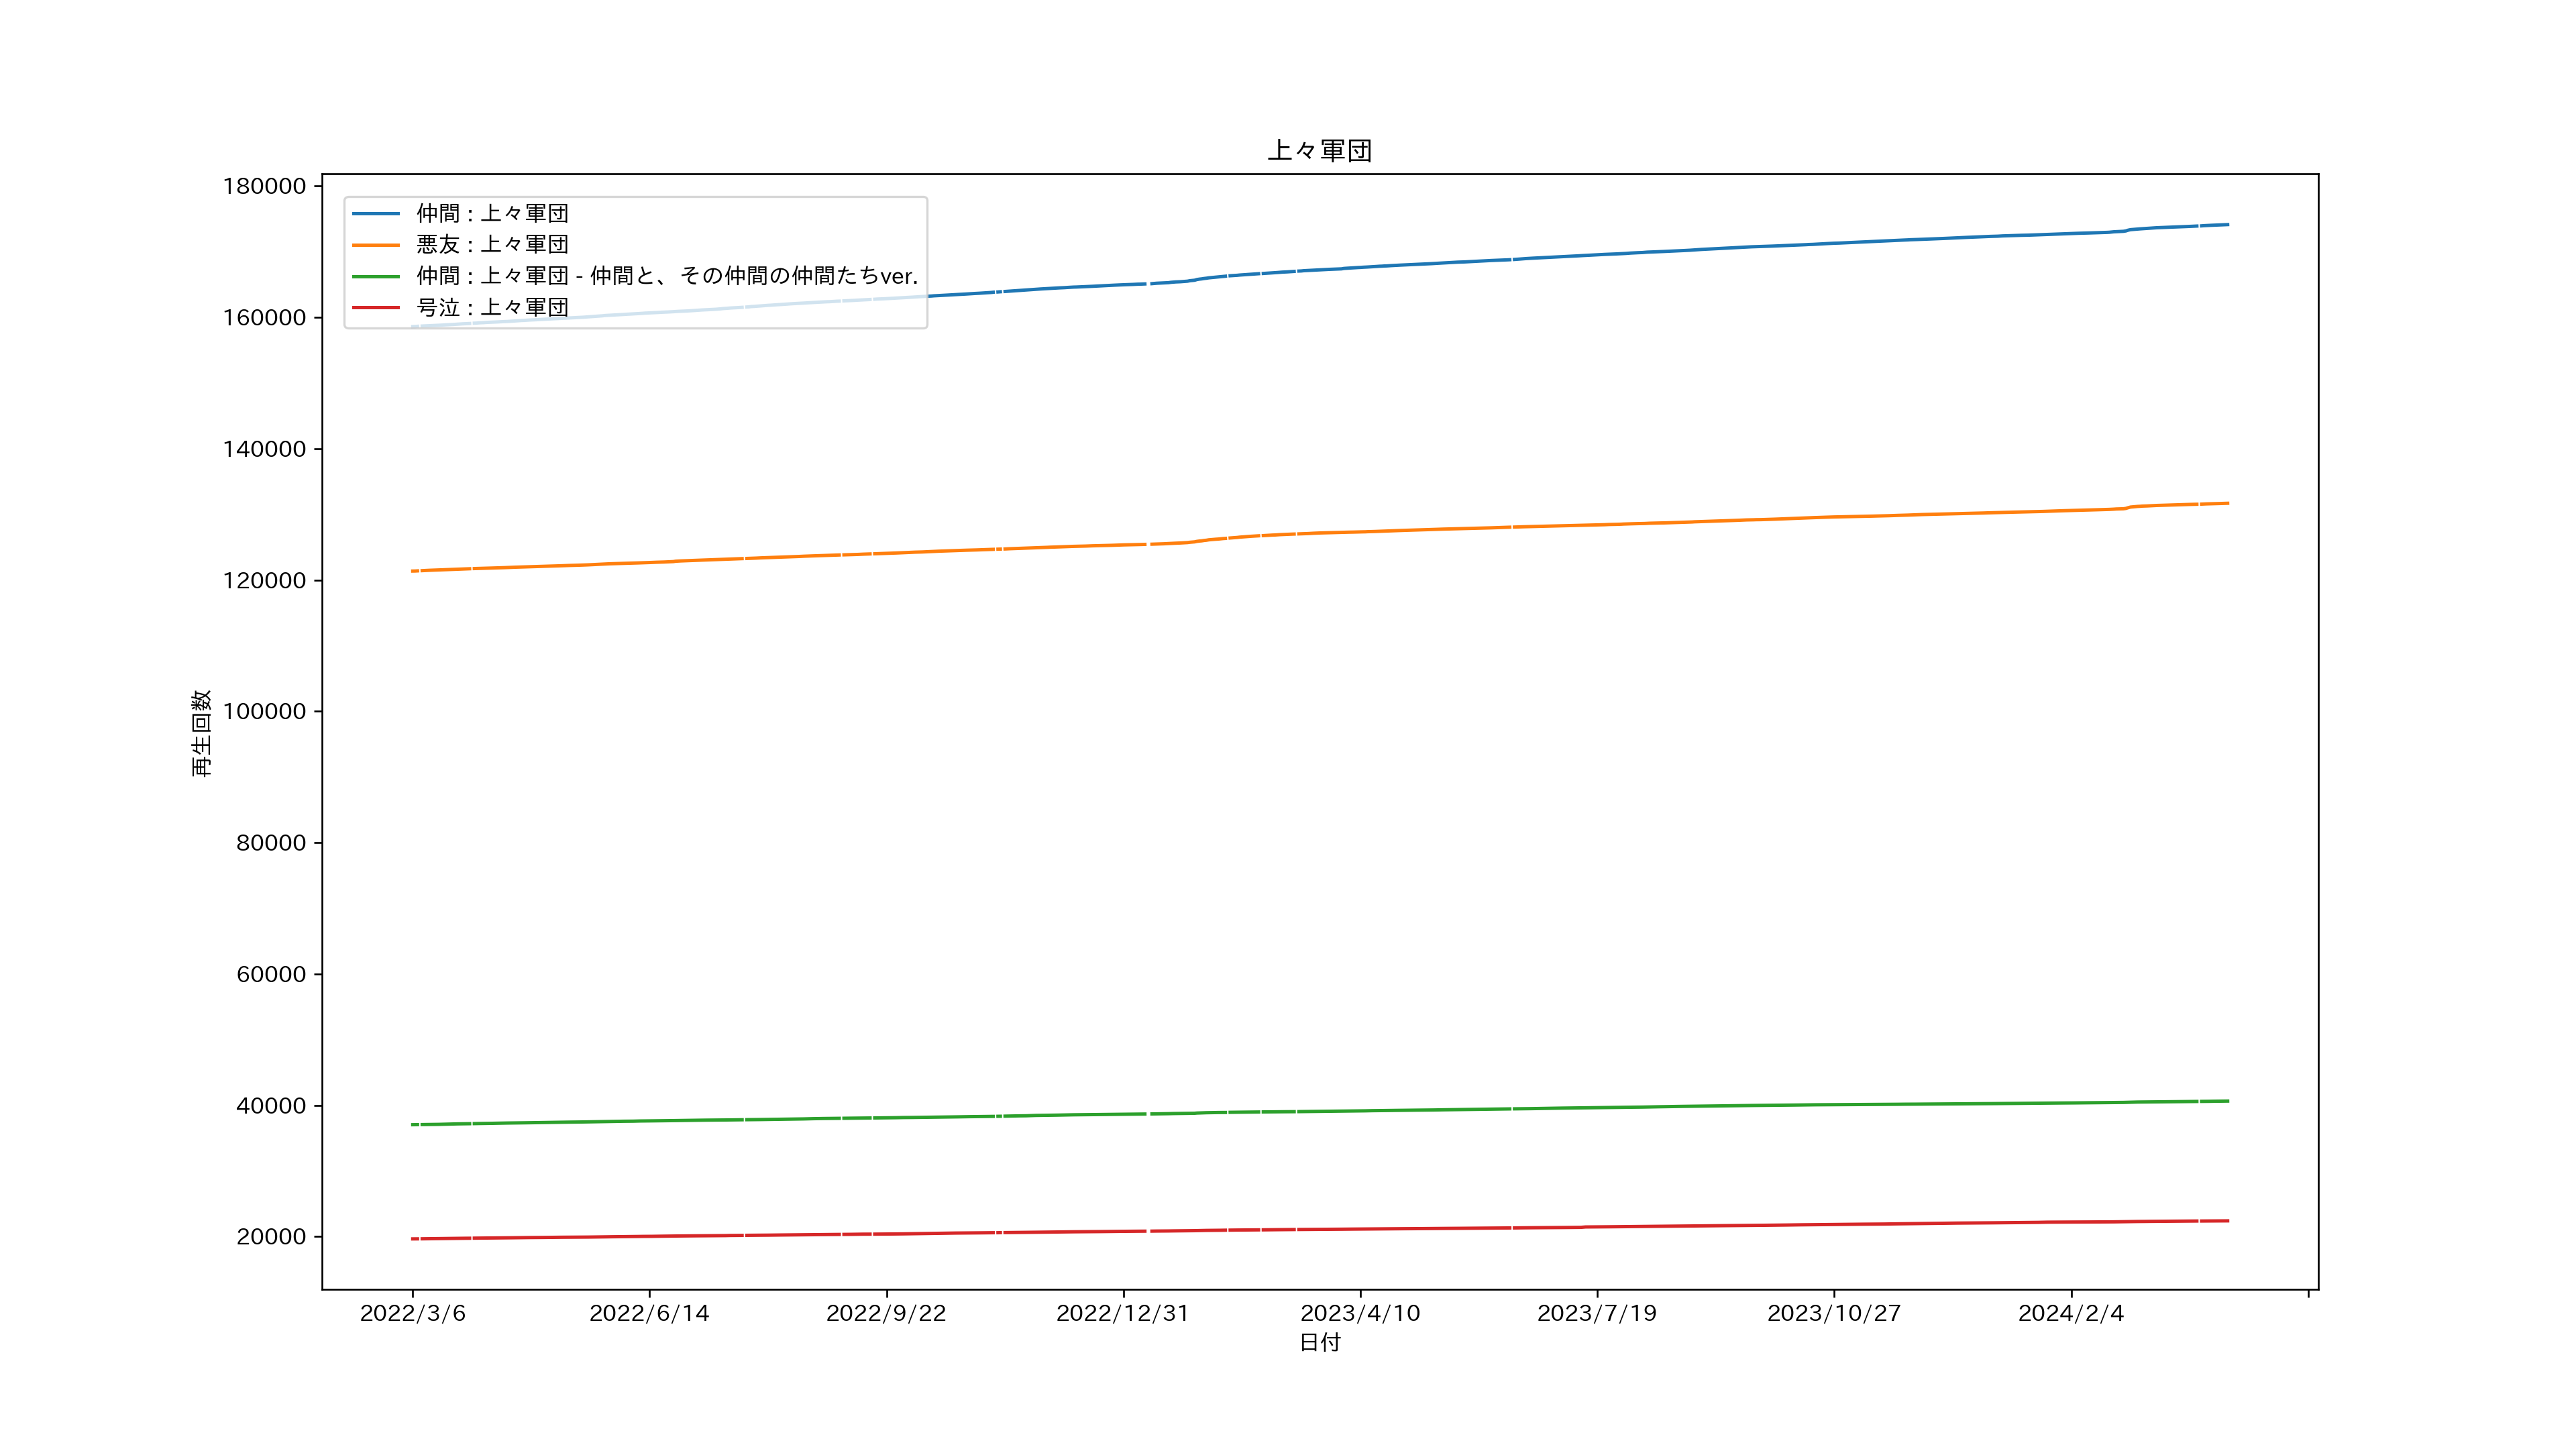 上々軍団
180000
160000
140000
120000
100000
80000
60000
40000
20000
再生回数
仲間 : 上々軍団
悪友 : 上々軍団
仲間 : 上々軍団 - 仲間と、その仲間の仲間たちver.
号泣 : 上々軍団
2022/3/6
2022/6/14
2022/9/22
2022/12/31
2023/4/10
2023/7/19
2023/10/27
2024/2/4
日付